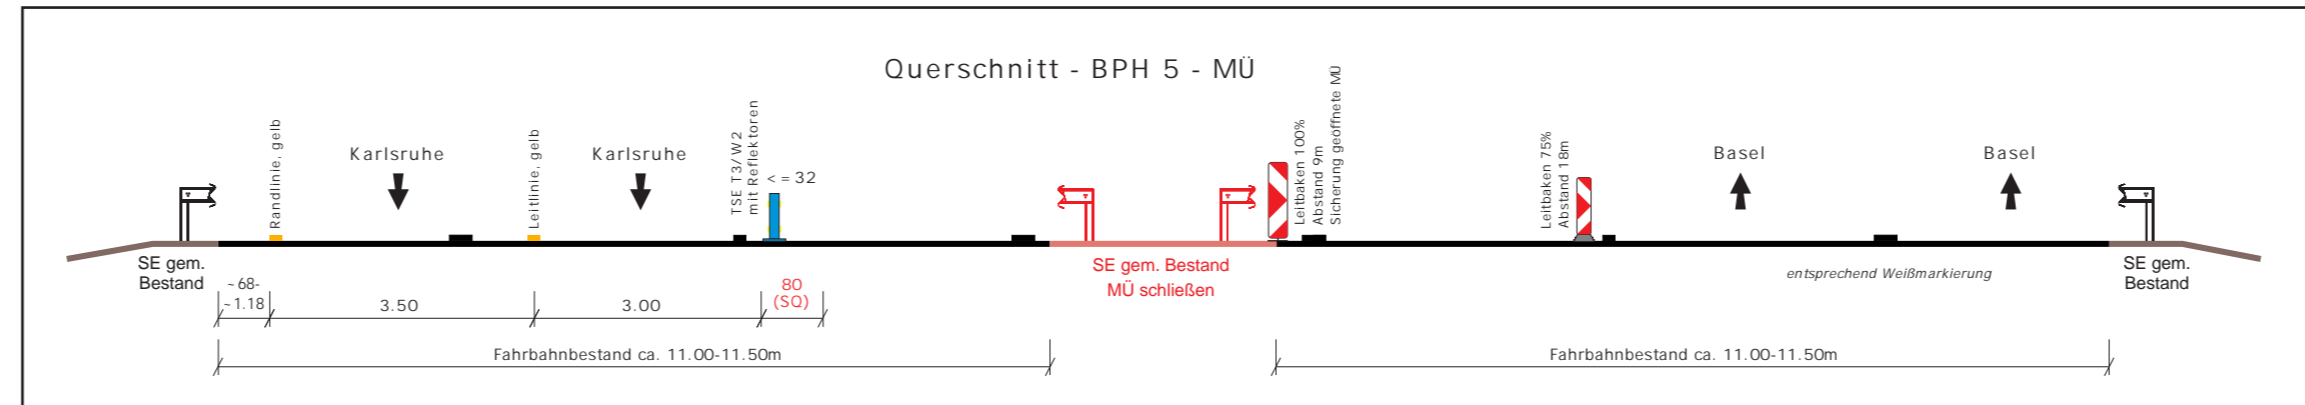 Querschnitt - BPH 5 - MÜ
Randlinie, gelb
Karlsruhe
Leitlinie, gelb
Karlsruhe
TSE T3/W2
mit Reflektoren
< = 32
Leitbaken 100%
Abstand 9m
Sicherung geöffnete MÜ
Leitbaken 75%
Abstand 18m
Basel
Basel
SE gem.
Bestand
~68-
~1.18
3.50
3.00
80
(SQ)
SE gem. Bestand
MÜ schließen
entsprechend Weißmarkierung
SE gem.
Bestand
Fahrbahnbestand ca. 11.00-11.50m
Fahrbahnbestand ca. 11.00-11.50m